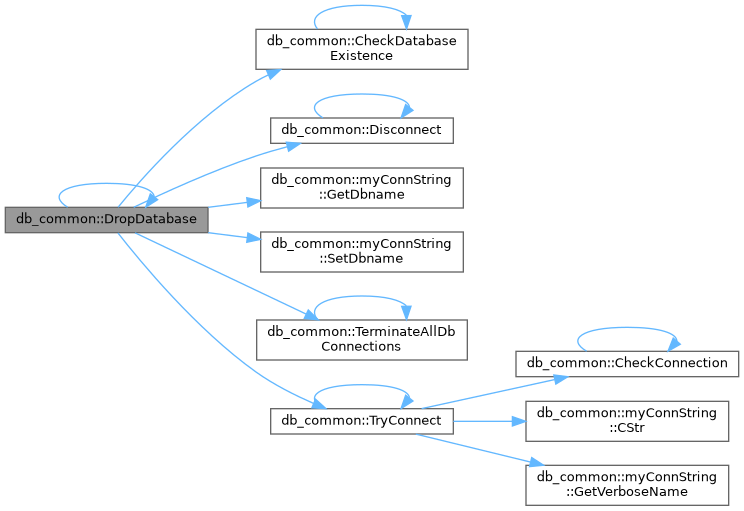 db_common::CheckDatabase
Existence
db_common::Disconnect
db_common::myConnString
::GetDbname
db_common::DropDatabase
db_common::myConnString
::SetDbname
db_common::TerminateAllDb
Connections
db_common::CheckConnection
db_common::TryConnect
db_common::myConnString
::CStr
db_common::myConnString
::GetVerboseName